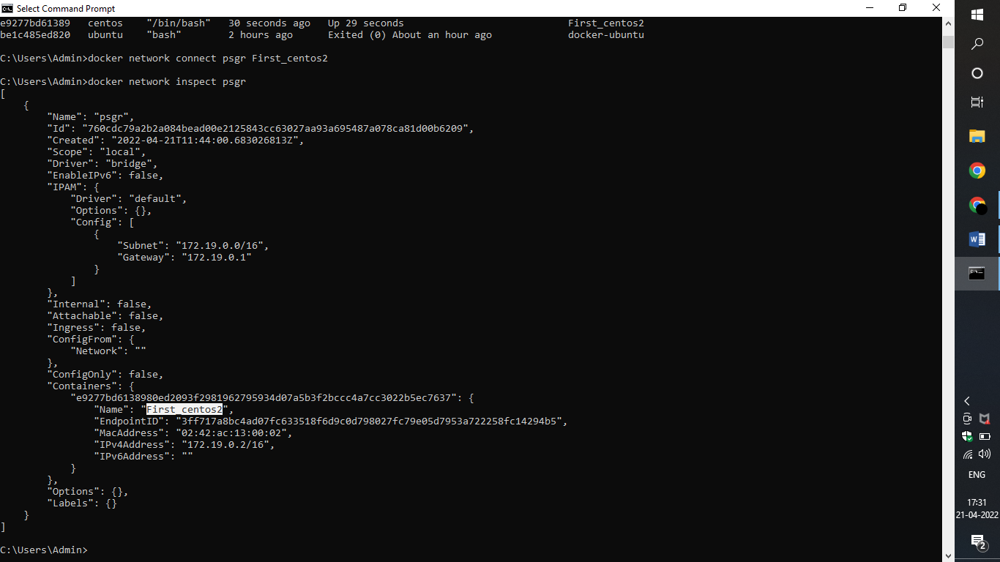 Select Command Prompt
e9277bd61389   centos    "/bin/bash"   30 seconds ago   Up 29 seconds                            First_centos2
be1c485ed820   ubuntu    "bash"        2 hours ago      Exited (0) About an hour ago             docker-ubuntu

C:\Users\Admin>docker network connect psgr First_centos2

C:\Users\Admin>docker network inspect psgr
[
    {
        "Name": "psgr",
        "Id": "760cdc79a2b2a084bead00e2125843cc63027aa93a695487a078ca81d00b6209",
        "Created": "2022-04-21T11:44:00.683026813Z",
        "Scope": "local",
        "Driver": "bridge",
        "EnableIPv6": false,
        "IPAM": {
            "Driver": "default",
            "Options": {},
            "Config": [
                {
                    "Subnet": "172.19.0.0/16",
                    "Gateway": "172.19.0.1"
                }
            ]
        },
        "Internal": false,
        "Attachable": false,
        "Ingress": false,
        "ConfigFrom": {
            "Network": ""
        },
        "ConfigOnly": false,
        "Containers": {
            "e9277bd6138980ed2093f2981962795934d07a5b3f2bccc4a7cc3022b5ec7637": {
                "Name": "First_centos2",
                "EndpointID": "3ff717a8bc4ad07fc633518f6d9c0d798027fc79e05d7953a722258fc14294b5",
                "MacAddress": "02:42:ac:13:00:02",
                "IPv4Address": "172.19.0.2/16",
                "IPv6Address": ""
            }
        },
        "Options": {},
        "Labels": {}
    }
]

C:\Users\Admin>
ENG
17:31
21-04-2022
2